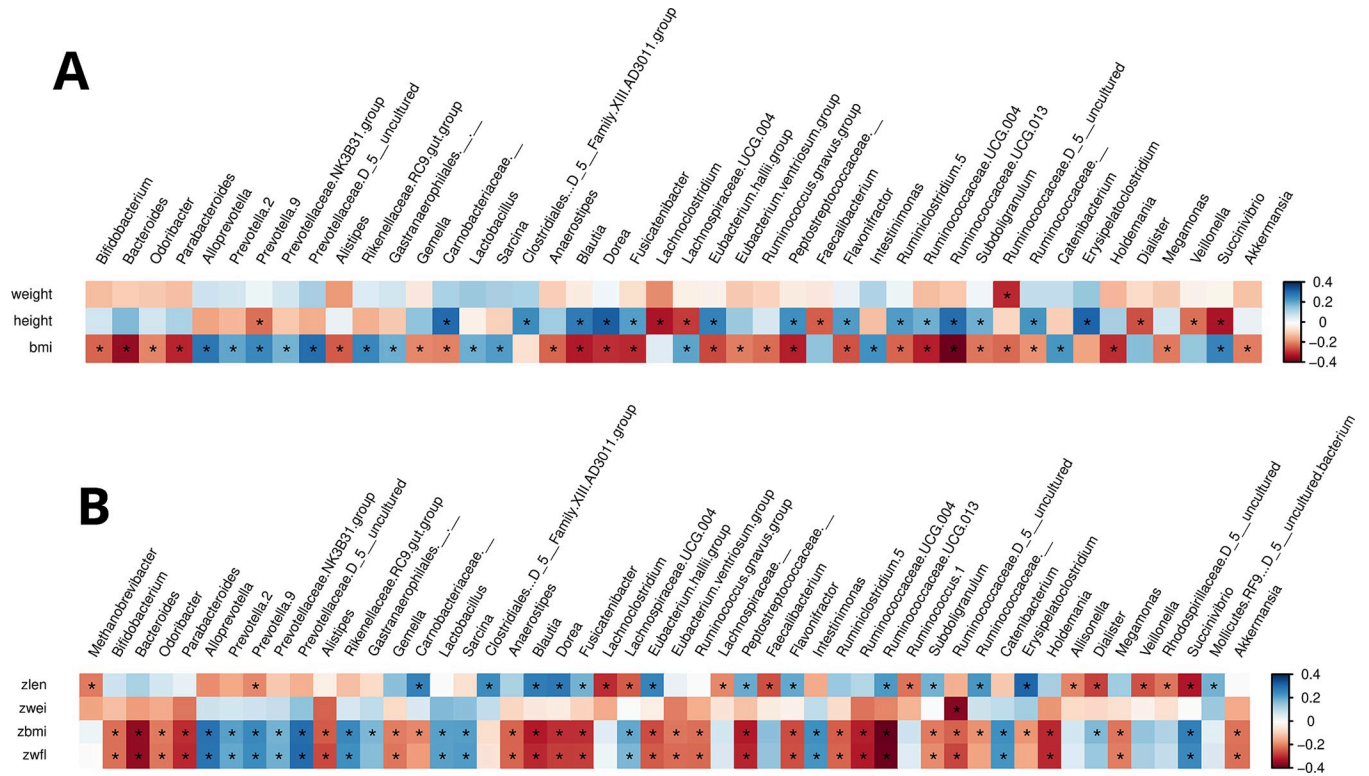 A
Bifidobacterium
Bacteroides
Odoribacter
Parabacteroides
Alloprevotella
Prevotella.2
Prevotella.9
Prevotellaceae.NK3B31.group
Prevotellaceae.D_5__uncultured
Alistipes
Rikenellaceae.RC9.gut.group
Gastranaerophilales.__.__
Gemella
Carnobacteriaceae.__
Lactobacillus
Sarcina
Clostridiales...D_5__Family.XIII.AD3011.group
Anaerostipes
Blautia
Dorea
Fusicatenibacter
Lachnoclostridium
Lachnospiraceae.UCG.004
Eubacterium.hallii.group
Eubacterium.ventriosum.group
Ruminococcus.gnavus.group
Peptostreptococcaceae.__
Faecalibacterium
Flavonifractor
Intestinimonas
Ruminiclostridium.5
Ruminococcaceae.UCG.004
Ruminococcaceae.UCG.013
Subdoligranulum
Ruminococcaceae.D_5__uncultured
Ruminococcaceae.__
Catenibacterium
Erysipelatoclostridium
Holdemania
Dialister
Megamonas
Veillonella
Succinivibrio
Akkermansia
weight *
height * * * * * * * * * * * * * * * * * * * * * *
bmi * * * * * * * * * * * * * * * * * * * * * * * * * * * * * * * * * * * * *
0.4
0.2
0
−0.2
−0.4
B
Methanobrevibacter
Bifidobacterium
Bacteroides
Odoribacter
Parabacteroides
Alloprevotella
Prevotella.2
Prevotella.9
Prevotellaceae.NK3B31.group
Prevotellaceae.D_5__uncultured
Alistipes
Rikenellaceae.RC9.gut.group
Gastranaerophilales.__.__
Gemella
Carnobacteriaceae.__
Lactobacillus
Sarcina
Clostridiales...D_5__Family.XIII.AD3011.group
Anaerostipes
Blautia
Dorea
Fusicatenibacter
Lachnoclostridium
Lachnospiraceae.UCG.004
Eubacterium.hallii.group
Eubacterium.ventriosum.group
Ruminococcus.gnavus.group
Lachnospiraceae.__
Peptostreptococcaceae.__
Faecalibacterium
Flavonifractor
Intestinimonas
Ruminiclostridium.5
Ruminococcaceae.UCG.004
Ruminococcaceae.UCG.013
Ruminococcus.1
Subdoligranulum
Ruminococcaceae.D_5__uncultured
Ruminococcaceae.__
Catenibacterium
Erysipelatoclostridium
Holdemania
Allisonella
Dialister
Megamonas
Veillonella
Rhodospirillaceae.D_5__uncultured
Succinivibrio
Mollicutes.RF9...D_5__uncultured.bacterium
Akkermansia
zlen
zwei
zbmi
zwfl
0.4
0.2
0
−0.2
−0.4